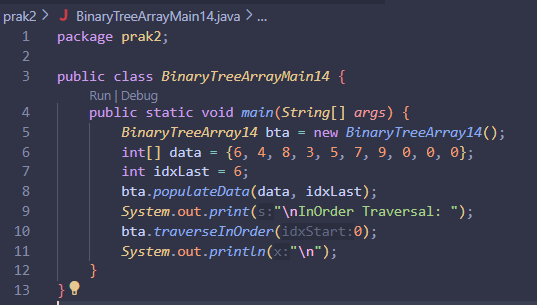 prak2 > J BinaryTreeArrayMain14.java > ...
1 package prak2;
2
3 public class BinaryTreeArrayMain14 {
Run | Debug
4 public static void main(String[] args) {
5 BinaryTreeArray14 bta = new BinaryTreeArray14();
6 int[] data = {6, 4, 8, 3, 5, 7, 9, 0, 0, 0};
7 int idxLast = 6;
8 bta.populateData(data, idxLast);
9 System.out.print(s:"\nInOrder Traversal: ");
10 bta.traverseInOrder(idxStart:0);
11 System.out.println(x:"\n");
12 }
13 }